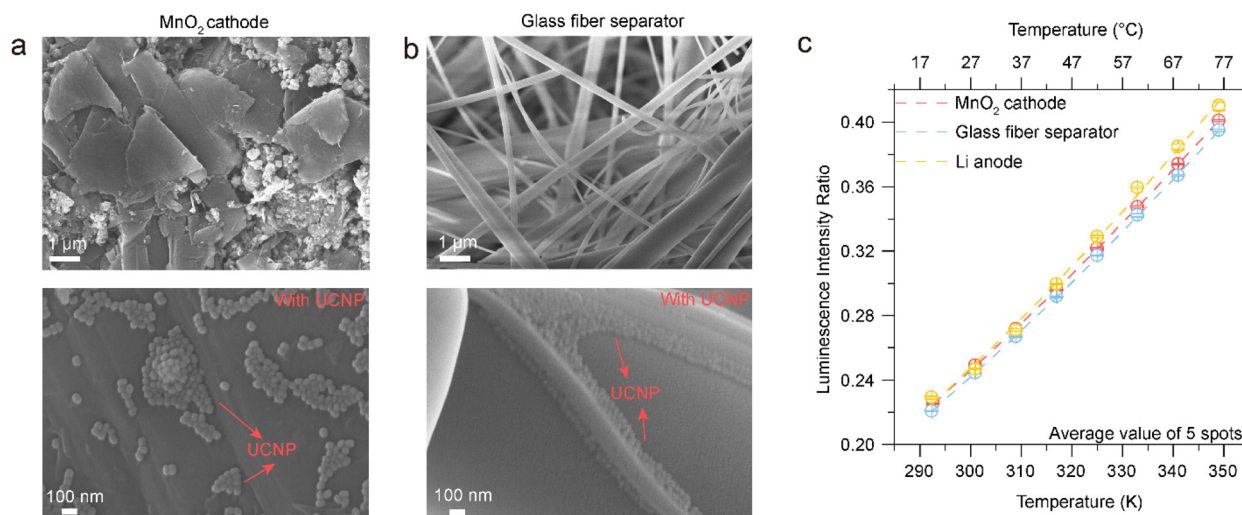 MnO₂ cathode
Glass fiber separator
a
b
c
1 μm
1 μm
With UCNP
With UCNP
UCNP
UCNP
100 nm
100 nm
Temperature (°C)
17 27 37 47 57 67 77
MnO₂ cathode
Glass fiber separator
Li anode
Luminescence Intensity Ratio
0.40
0.36
0.32
0.28
0.24
0.20
Average value of 5 spots
290 300 310 320 330 340 350
Temperature (K)